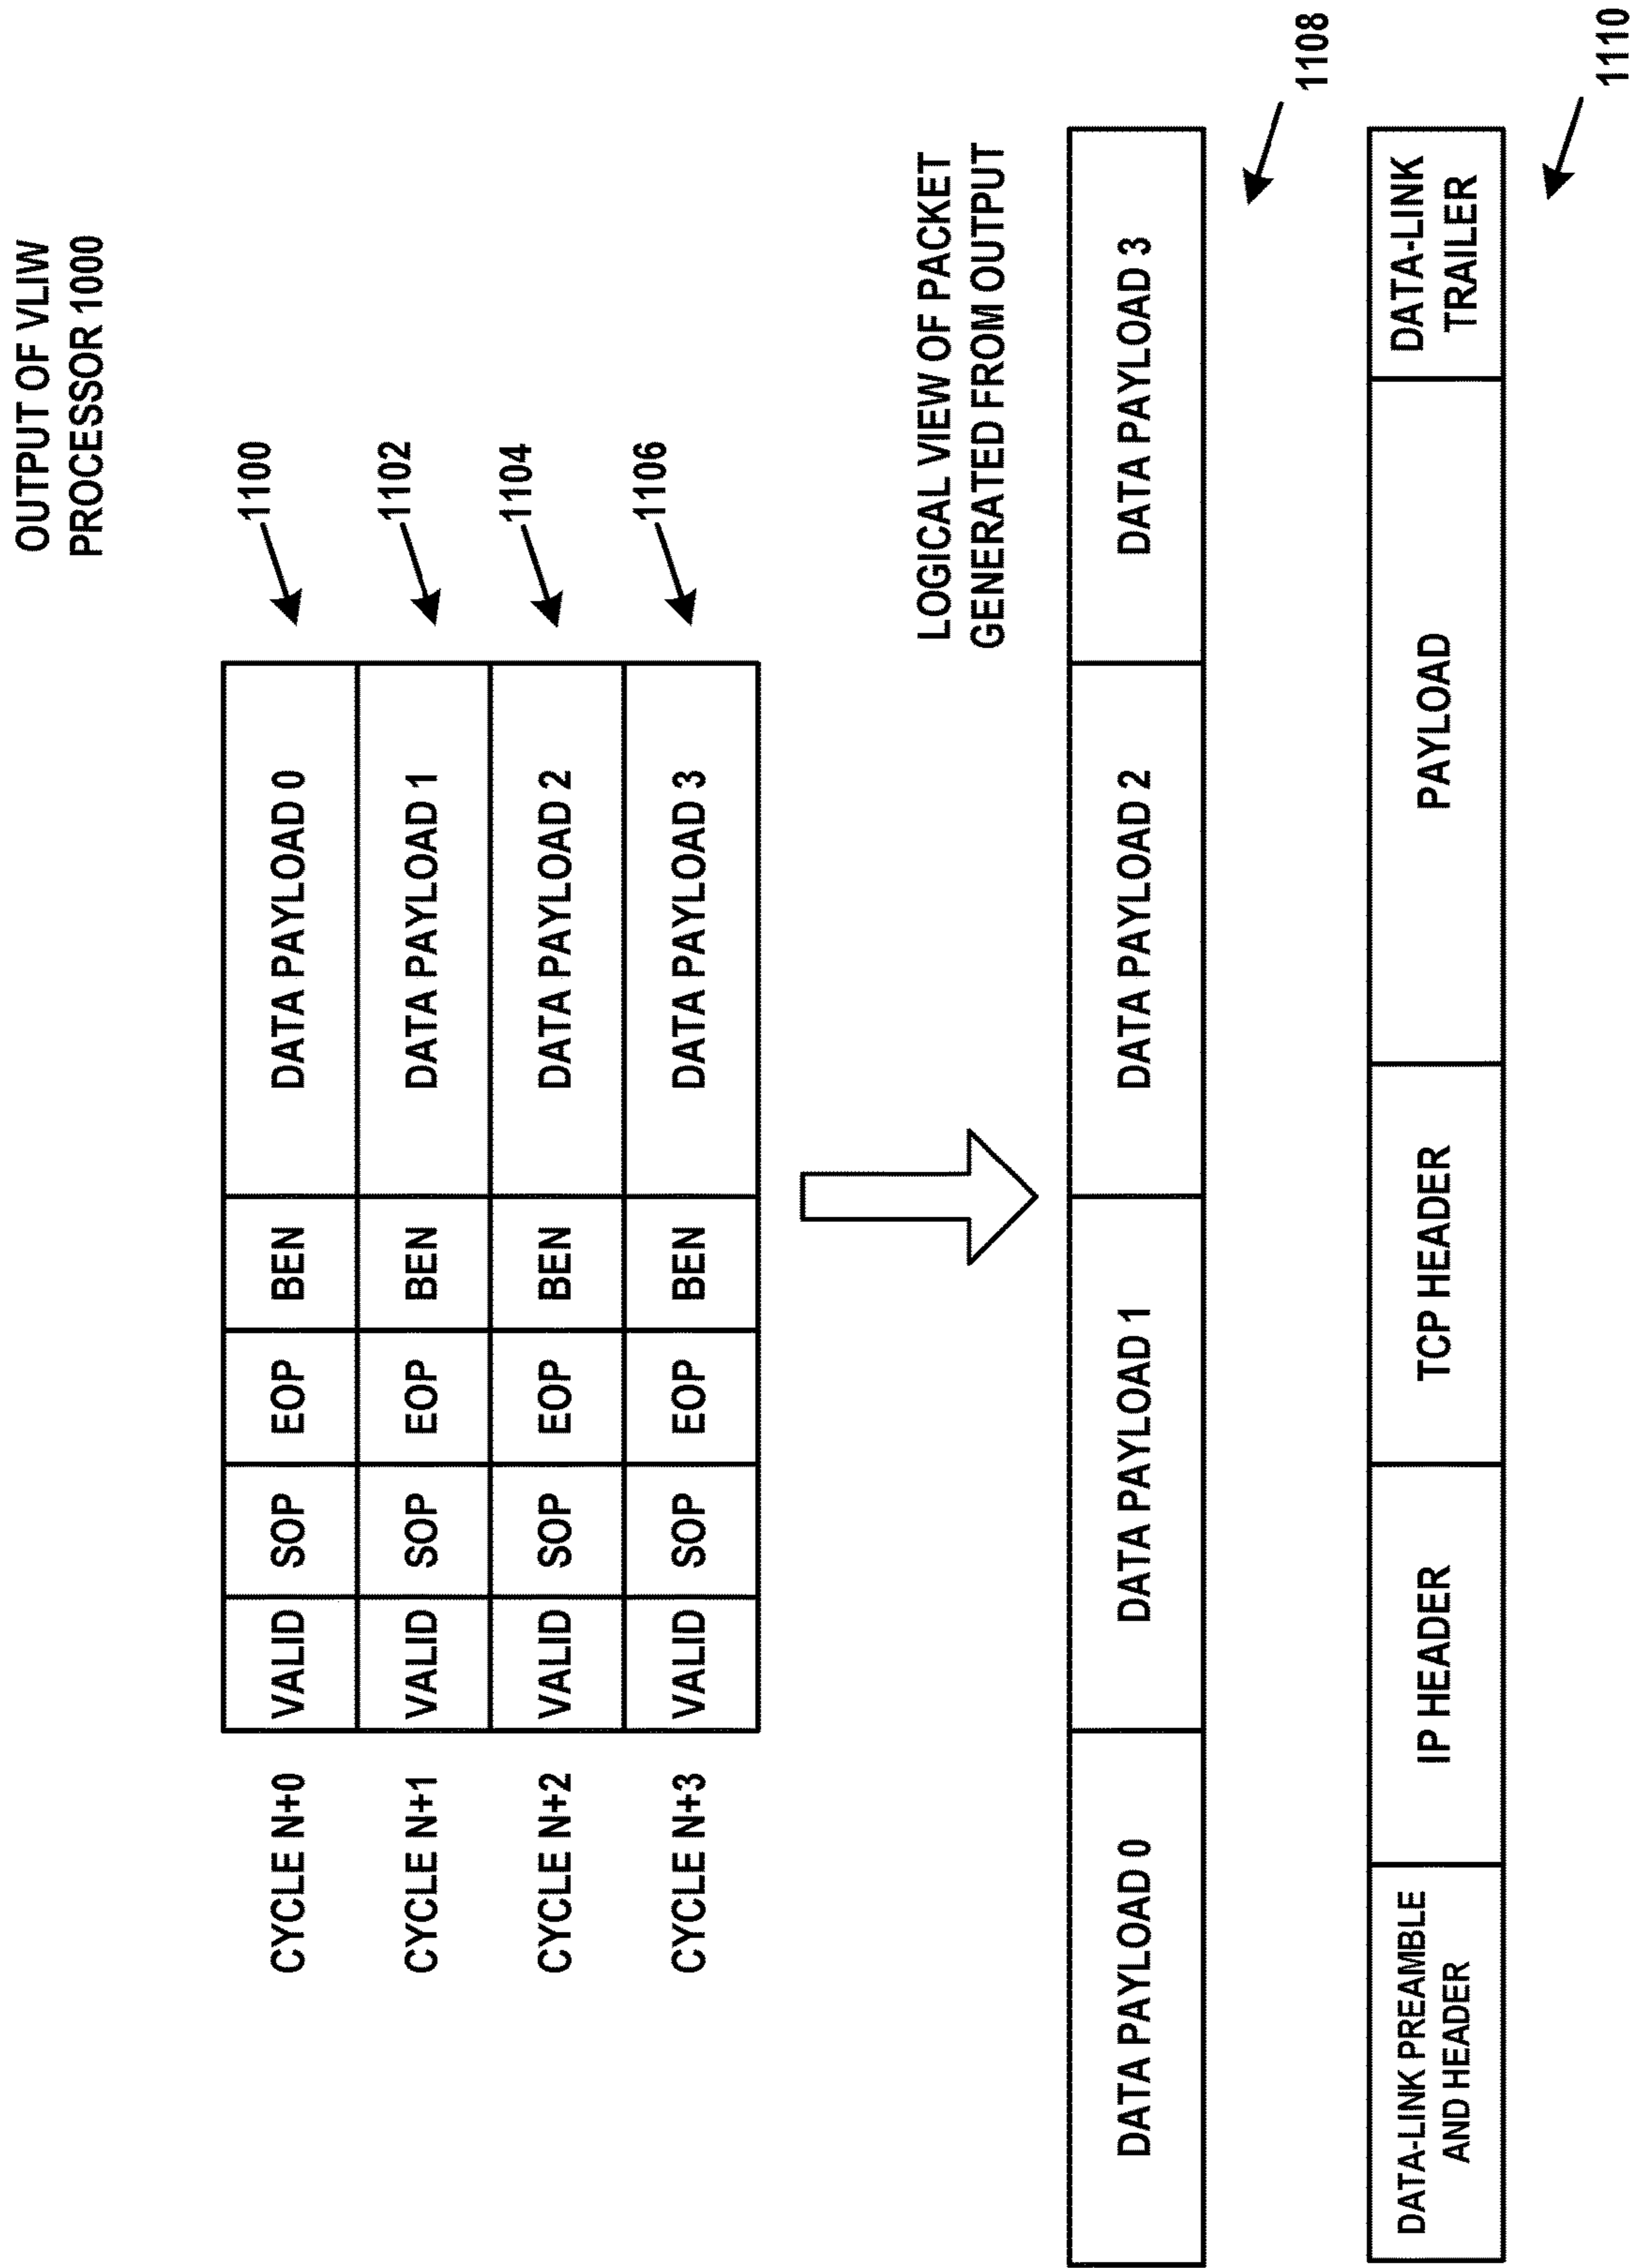 OUTPUT OF VLIW
PROCESSOR 1000
CYCLE N+0 VALID SOP EOP BEN DATA PAYLOAD 0 1100
CYCLE N+1 VALID SOP EOP BEN DATA PAYLOAD 1 1102
CYCLE N+2 VALID SOP EOP BEN DATA PAYLOAD 2 1104
CYCLE N+3 VALID SOP EOP BEN DATA PAYLOAD 3 1106
LOGICAL VIEW OF PACKET
GENERATED FROM OUTPUT
DATA PAYLOAD 0 DATA PAYLOAD 1 DATA PAYLOAD 2 DATA PAYLOAD 3
1108
DATA-LINK PREAMBLE
AND HEADER
IP HEADER
TCP HEADER
PAYLOAD
DATA-LINK
TRAILER
1110